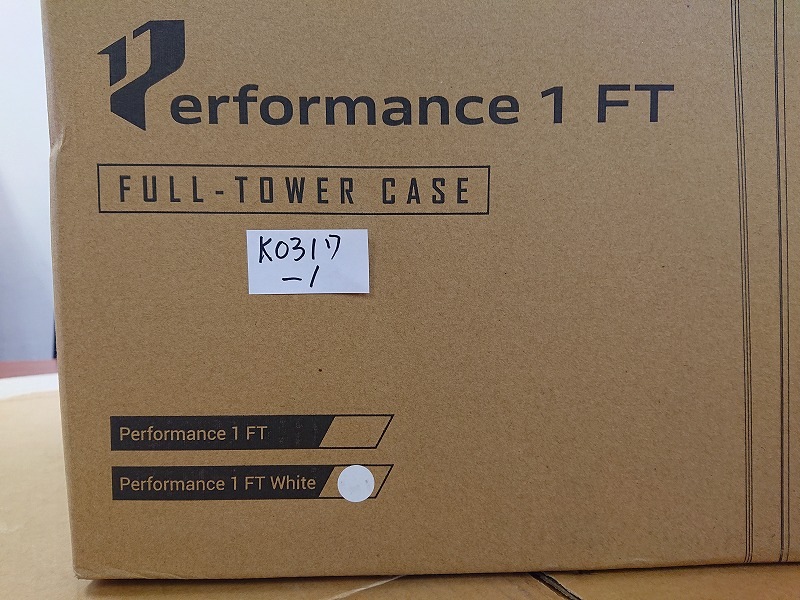 Performance 1 FT
FULL-TOWER CASE
K0317
-1
Performance 1 FT
Performance 1 FT White